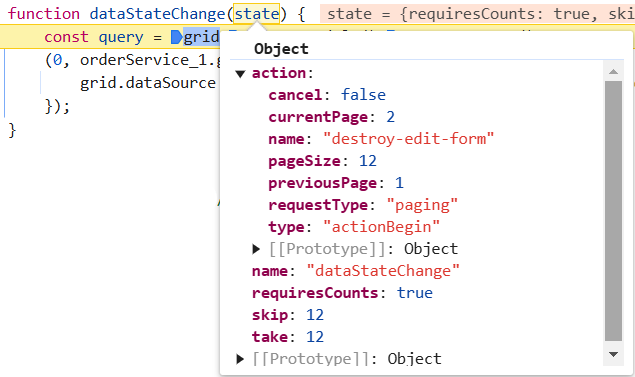 function dataStateChange(state) { state = {requiresCounts: true, ski
const query = grid
(0, orderService_1.g
grid.dataSource
});
}
Object
action:
cancel: false
currentPage: 2
name: "destroy-edit-form"
pageSize: 12
previousPage: 1
requestType: "paging"
type: "actionBegin"
[[Prototype]]: Object
name: "dataStateChange"
requiresCounts: true
skip: 12
take: 12
[[Prototype]]: Object